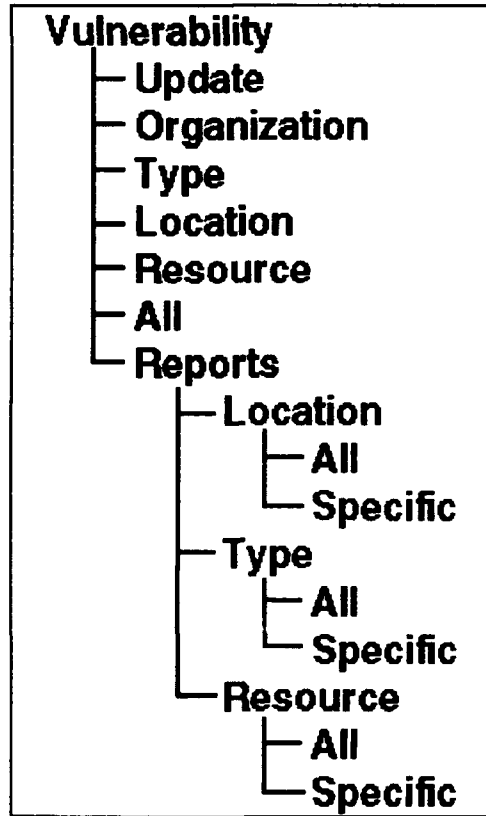 Vulnerability
Update
Organization
Type
Location
Resource
All
Reports
Location
All
Specific
Type
All
Specific
Resource
All
Specific